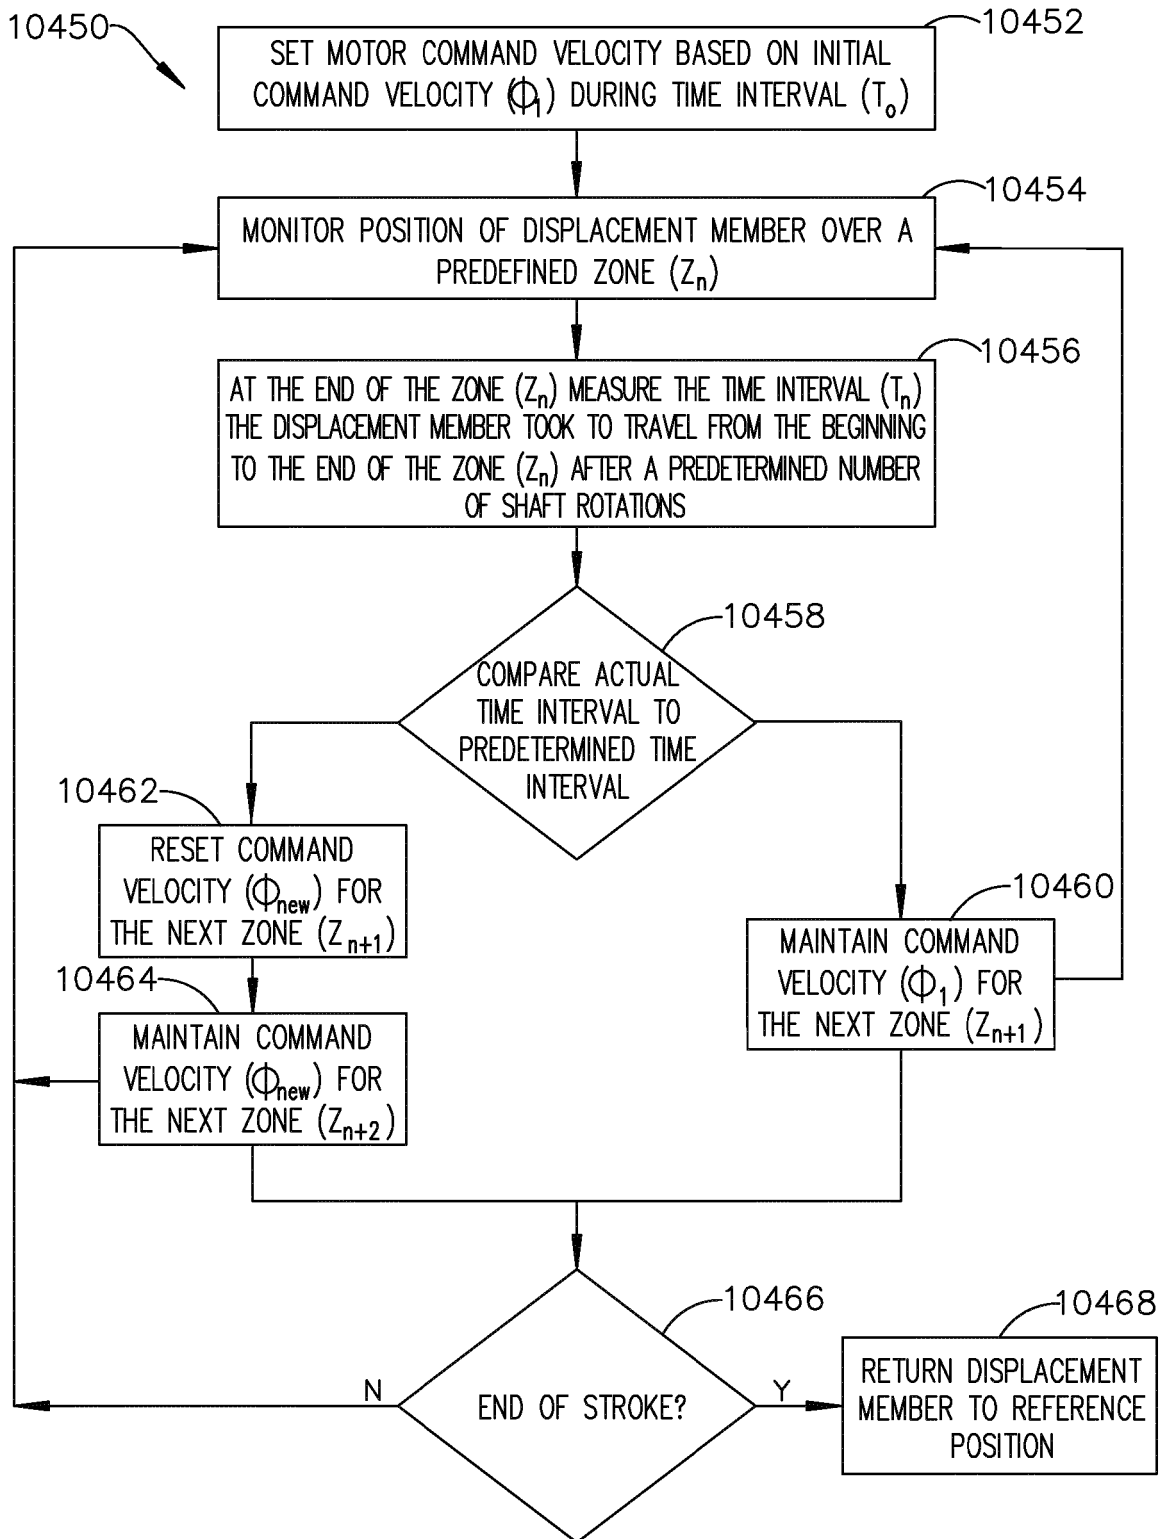 10450
10452
SET MOTOR COMMAND VELOCITY BASED ON INITIAL
COMMAND VELOCITY (Φ₁) DURING TIME INTERVAL (Tₒ)
10454
MONITOR POSITION OF DISPLACEMENT MEMBER OVER A
PREDEFINED ZONE (Zₙ)
10456
AT THE END OF THE ZONE (Zₙ) MEASURE THE TIME INTERVAL (Tₙ)
THE DISPLACEMENT MEMBER TOOK TO TRAVEL FROM THE BEGINNING
TO THE END OF THE ZONE (Zₙ) AFTER A PREDETERMINED NUMBER
OF SHAFT ROTATIONS
10458
COMPARE ACTUAL
TIME INTERVAL TO
PREDETERMINED TIME
INTERVAL
10462
RESET COMMAND
VELOCITY (Φnew) FOR
THE NEXT ZONE (Zn+1)
10460
MAINTAIN COMMAND
VELOCITY (Φ₁) FOR
THE NEXT ZONE (Zn+1)
10464
MAINTAIN COMMAND
VELOCITY (Φnew) FOR
THE NEXT ZONE (Zn+2)
10466
END OF STROKE?
N
Y
10468
RETURN DISPLACEMENT
MEMBER TO REFERENCE
POSITION